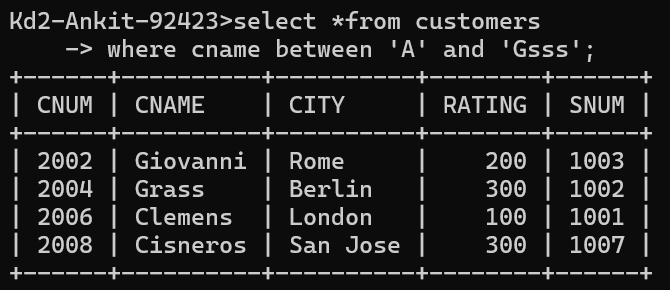 Kd2-Ankit-92423>select *from customers
    -> where cname between 'A' and 'Gsss';
+------+----------+----------+--------+------+
| CNUM | CNAME    | CITY     | RATING | SNUM |
+------+----------+----------+--------+------+
| 2002 | Giovanni | Rome     |    200 | 1003 |
| 2004 | Grass    | Berlin   |    300 | 1002 |
| 2006 | Clemens  | London   |    100 | 1001 |
| 2008 | Cisneros | San Jose |    300 | 1007 |
+------+----------+----------+--------+------+